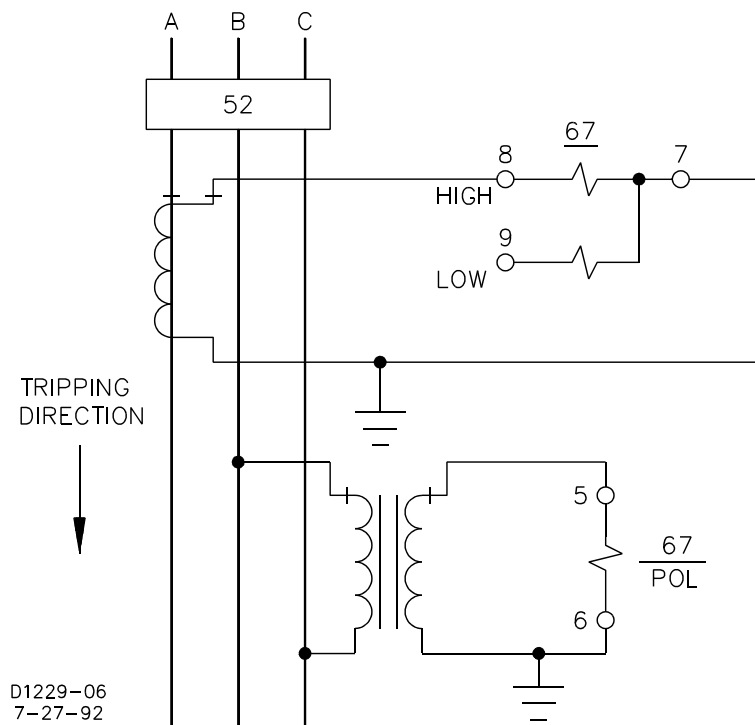 A B C
52
67
8
7
HIGH
9
LOW
TRIPPING
DIRECTION
5
67
POL
6
D1229-06
7-27-92